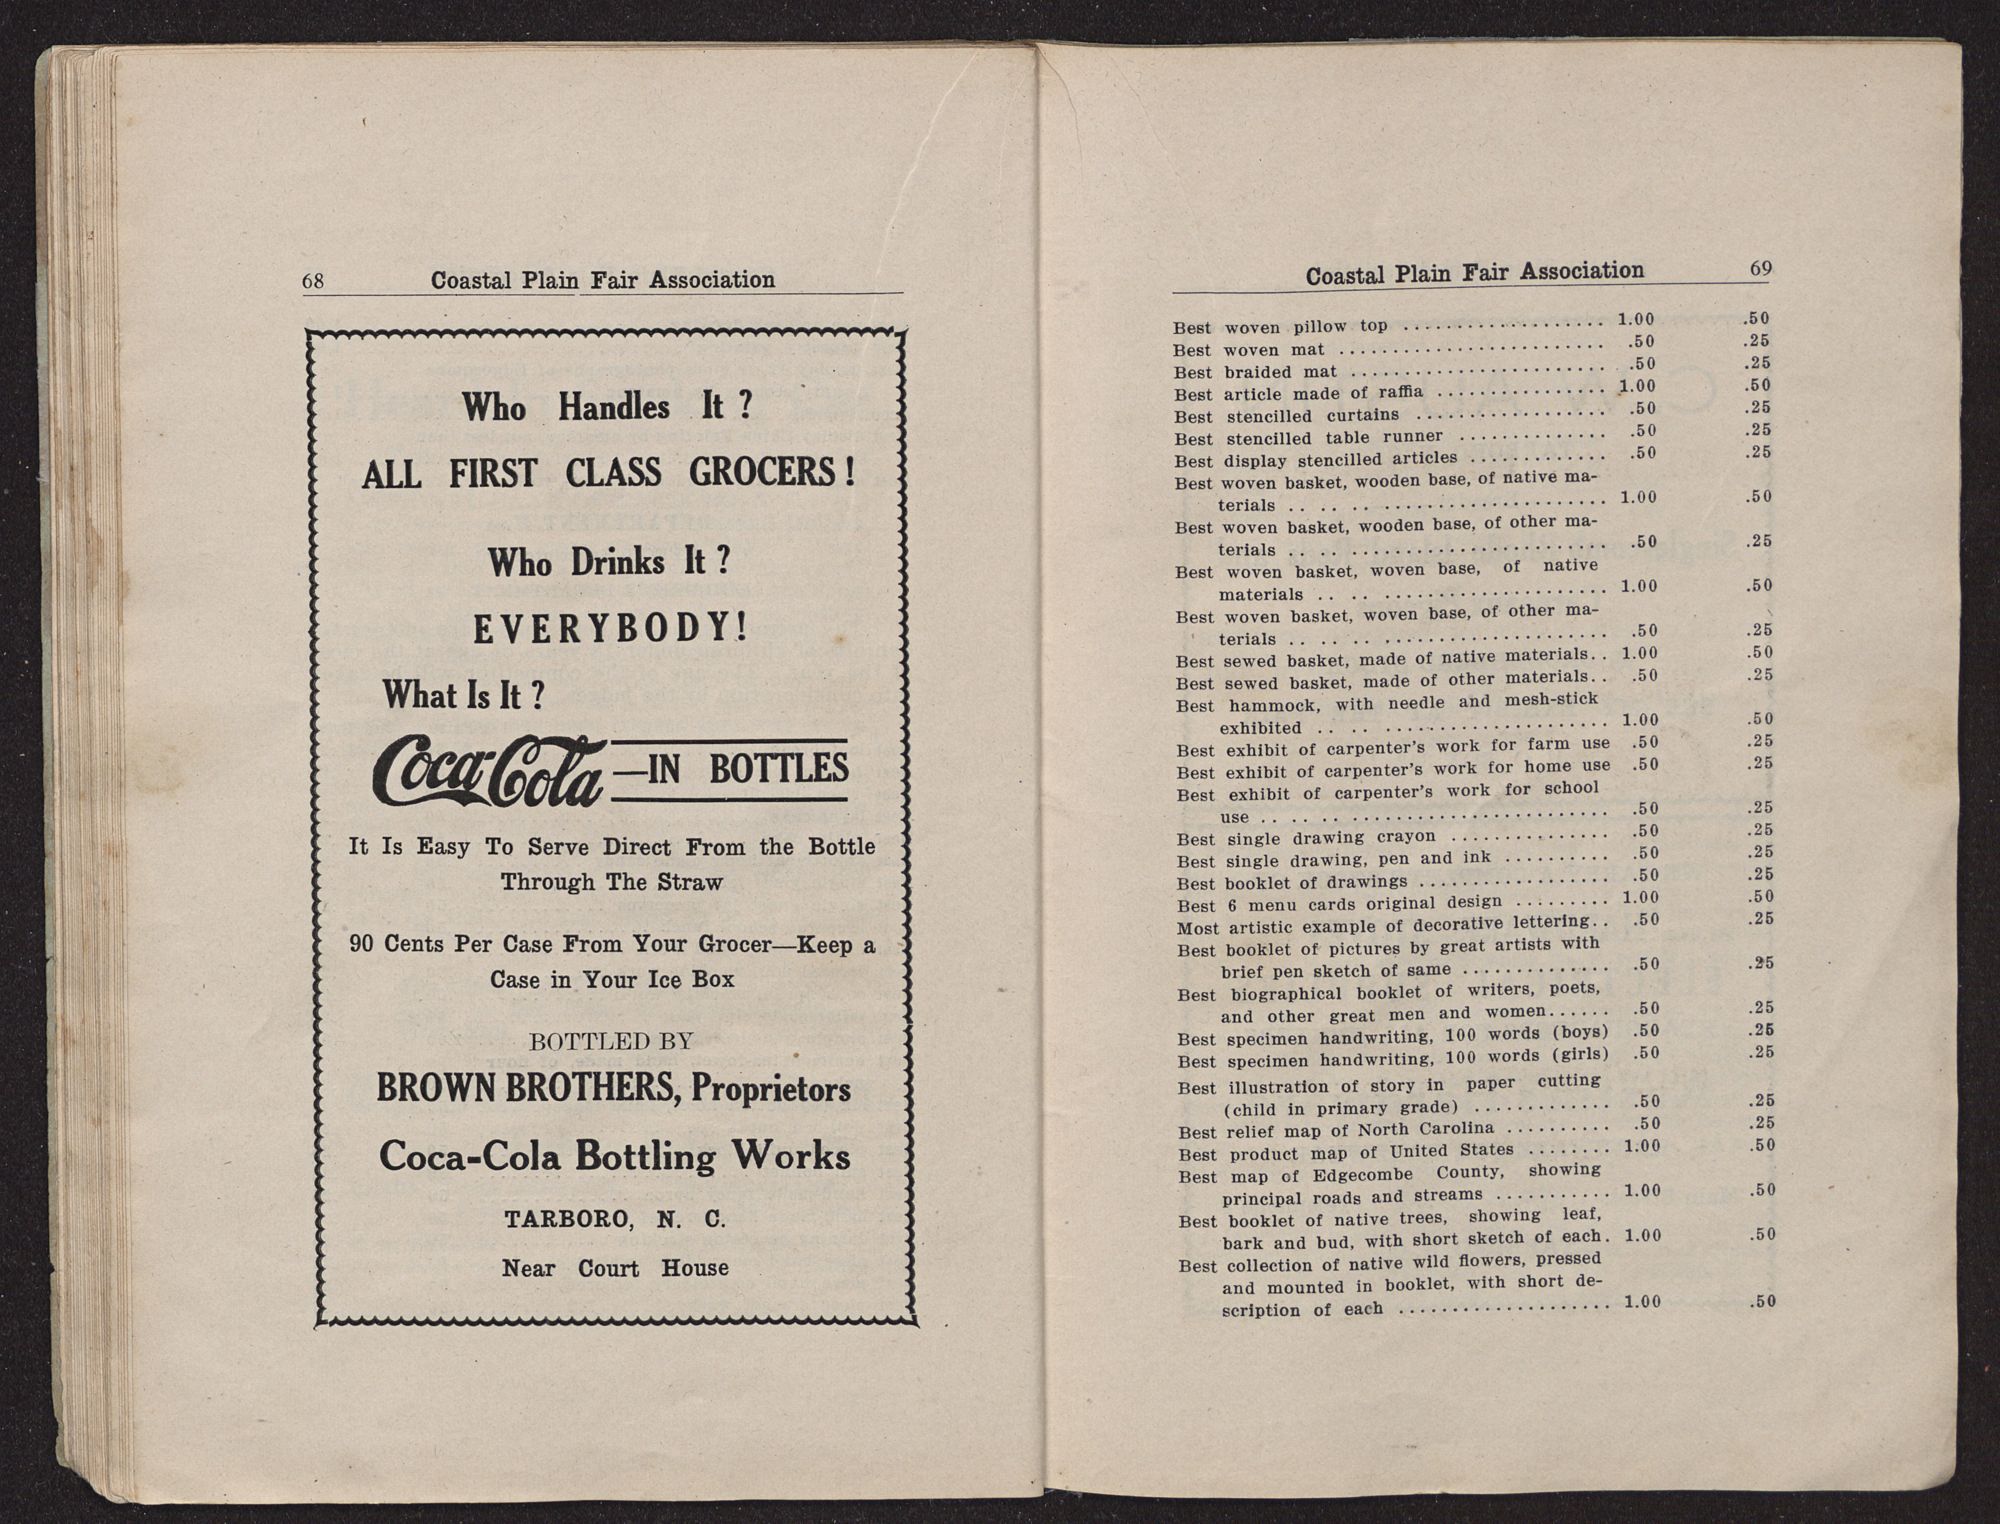 68 Coastal Plain Fair Association
Who Handles It ?
ALL FIRST CLASS GROCERS !
Who Drinks It ?
EVERYBODY!
What Is It ?
Coca-Cola —IN BOTTLES
It Is Easy To Serve Direct From the Bottle
Through The Straw
90 Cents Per Case From Your Grocer—Keep a
Case in Your Ice Box
BOTTLED BY
BROWN BROTHERS, Proprietors
Coca-Cola Bottling Works
TARBORO, N. C.
Near Court House
Coastal Plain Fair Association 69
Best woven pillow top ................... 1.00 .50
Best woven mat ......................... .50 .25
Best braided mat ........................ .50 .25
Best article made of raffia ................ 1.00 .50
Best stencilled curtains .................. .50 .25
Best stencilled table runner .............. .50 .25
Best display stencilled articles ............. .50 .25
Best woven basket, wooden base, of native ma-
terials .. .. .. ..................... 1.00 .50
Best woven basket, wooden base, of other ma-
terials .. .. ........................ .50 .25
Best woven basket, woven base, of native
materials .. .. ..................... 1.00 .50
Best woven basket, woven base, of other ma-
terials .. .. .. ..................... .50 .25
Best sewed basket, made of native materials.. 1.00 .50
Best sewed basket, made of other materials.. .50 .25
Best hammock, with needle and mesh-stick
exhibited .. .. ..................... 1.00 .50
Best exhibit of carpenter's work for farm use .50 .25
Best exhibit of carpenter's work for home use .50 .25
Best exhibit of carpenter's work for school
use .. .. .. ........................ .50 .25
Best single drawing crayon ............... .50 .25
Best single drawing, pen and ink .......... .50 .25
Best booklet of drawings .................. .50 .25
Best 6 menu cards original design ......... 1.00 .50
Most artistic example of decorative lettering.. .50 .25
Best booklet of pictures by great artists with
brief pen sketch of same .............. .50 .25
Best biographical booklet of writers, poets,
and other great men and women...... .50 .25
Best specimen handwriting, 100 words (boys) .50 .25
Best specimen handwriting, 100 words (girls) .50 .25
Best illustration of story in paper cutting
(child in primary grade) ............. .50 .25
Best relief map of North Carolina .......... .50 .25
Best product map of United States ........ 1.00 .50
Best map of Edgecombe County, showing
principal roads and streams ........... 1.00 .50
Best booklet of native trees, showing leaf,
bark and bud, with short sketch of each. 1.00 .50
Best collection of native wild flowers, pressed
and mounted in booklet, with short de-
scription of each .................... 1.00 .50